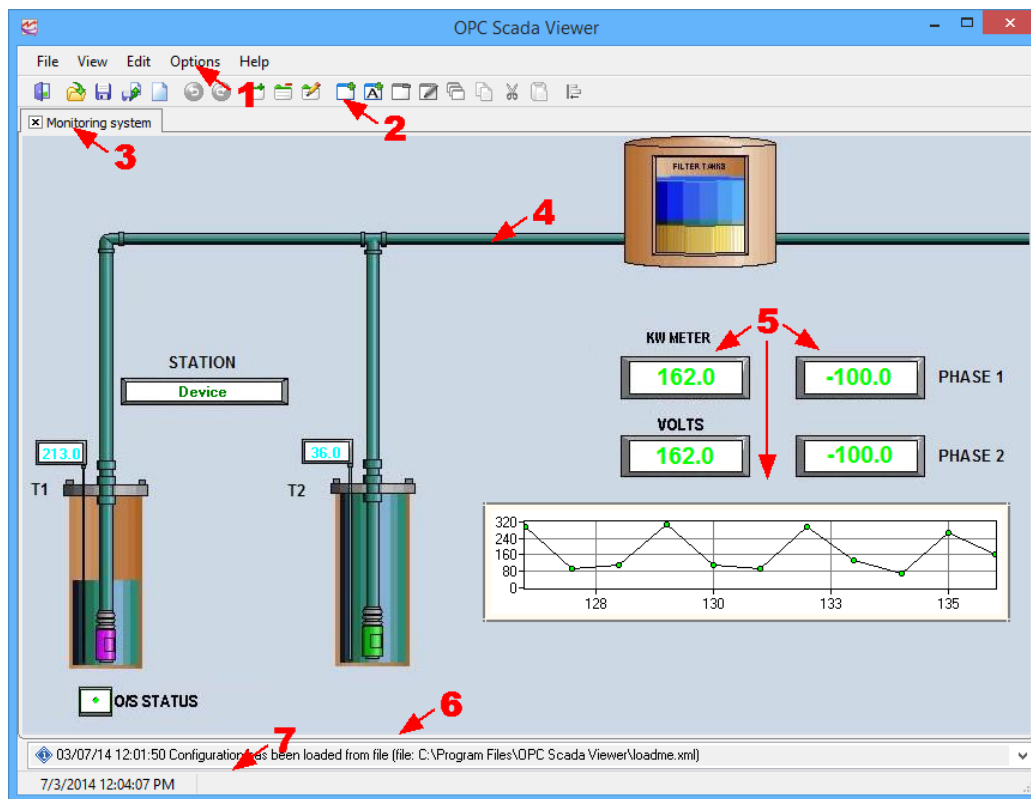 OPC Scada Viewer
File View Edit Options Help
1
2
Monitoring system
3
FILTER TANKS
4
5
KW METER
162.0 -100.0 PHASE 1
STATION
Device
VOLTS
162.0 -100.0 PHASE 2
213.0 36.0
T1 T2
320
240
160
80
0
128 130 133 135
O/S STATUS
6
7
03/07/14 12:01:50 Configuration has been loaded from file (file: C:\Program Files\OPC Scada Viewer\loadme.xml)
7/3/2014 12:04:07 PM